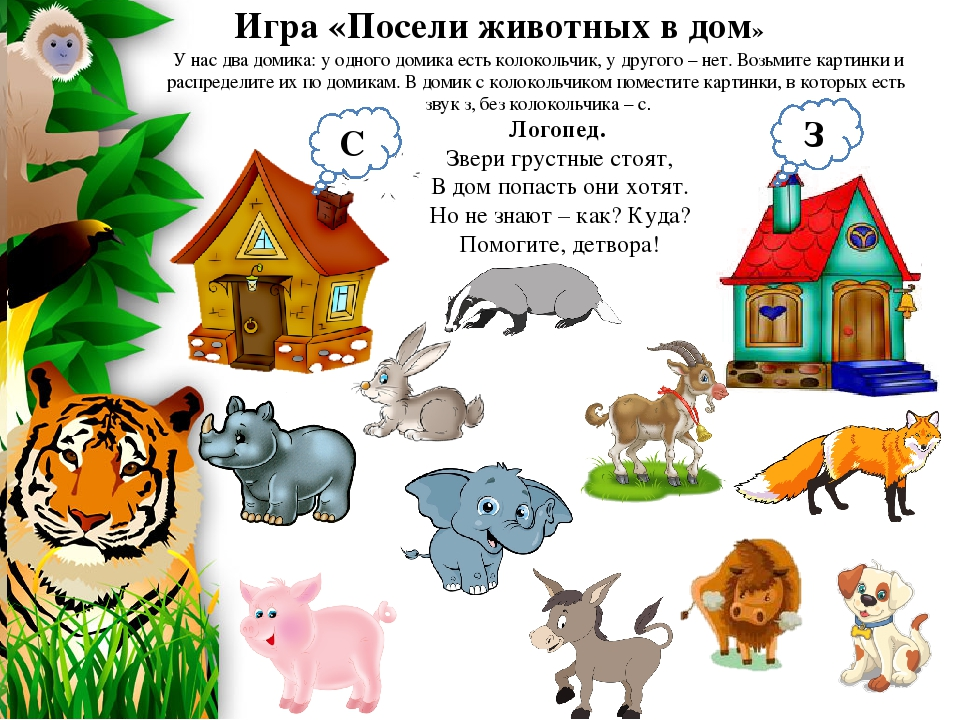 Игра «Посели животных в дом»
У нас два домика: у одного домика есть колокольчик, у другого – нет. Возьмите картинки и
распределите их по домикам. В домик с колокольчиком поместите картинки, в которых есть
звук з, без колокольчика – с.
Логопед.
С
З
Звери грустные стоят,
В дом попасть они хотят.
Но не знают – как? Куда?
Помогите, детвора!